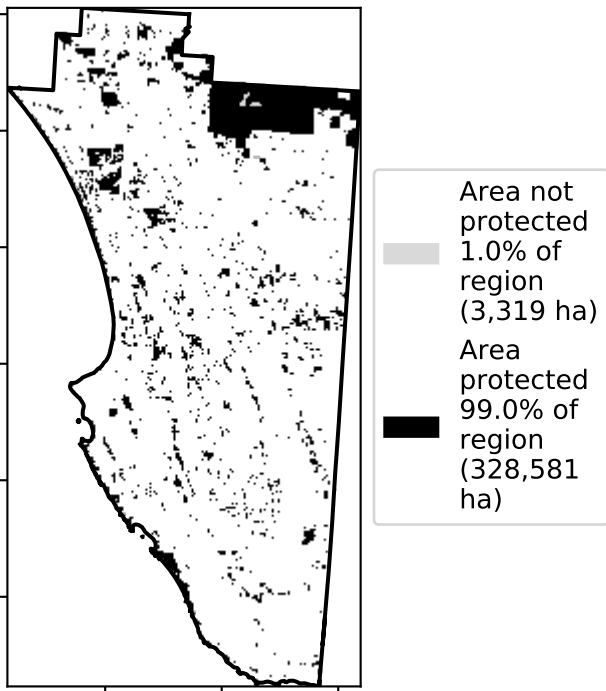 Area not
protected
1.0% of
region
(3,319 ha)
Area
protected
99.0% of
region
(328,581
ha)